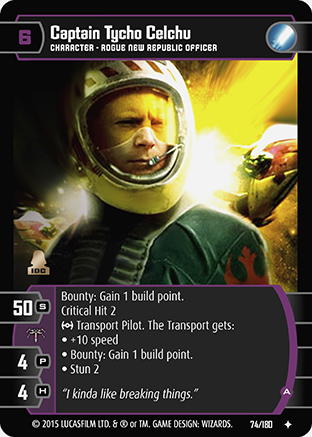 6
Captain Tycho Celchu
CHARACTER - ROGUE NEW REPUBLIC OFFICER
IDC
50 S
Bounty: Gain 1 build point.
Critical Hit 2
Transport Pilot. The Transport gets:
• +10 speed
4 P
• Bounty: Gain 1 build point.
• Stun 2
4 H
"I kinda like breaking things."
A
© 2015 LUCASFILM LTD. & ® or TM. GAME DESIGN: WIZARDS.
74/180